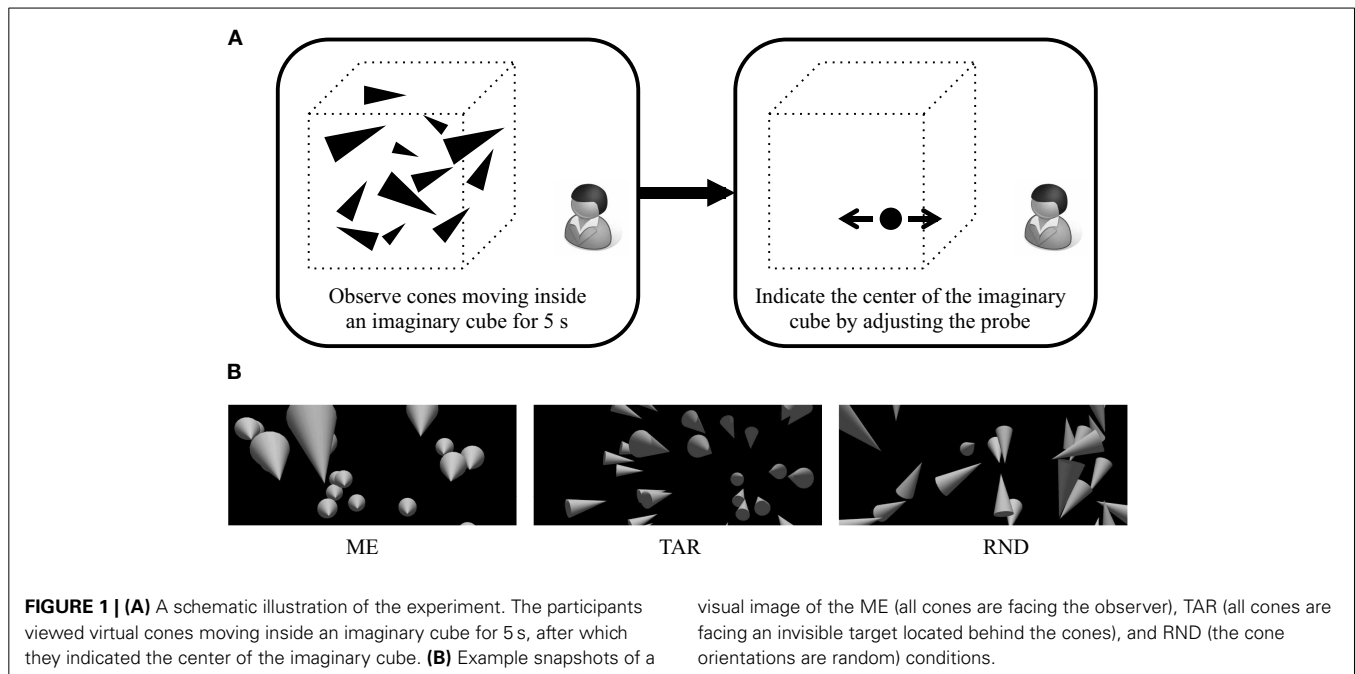 A
Observe cones moving inside
an imaginary cube for 5 s
Indicate the center of the imaginary
cube by adjusting the probe
B
ME
TAR
RND
FIGURE 1 | (A) A schematic illustration of the experiment. The participants
viewed virtual cones moving inside an imaginary cube for 5 s, after which
they indicated the center of the imaginary cube. (B) Example snapshots of a
visual image of the ME (all cones are facing the observer), TAR (all cones are
facing an invisible target located behind the cones), and RND (the cone
orientations are random) conditions.